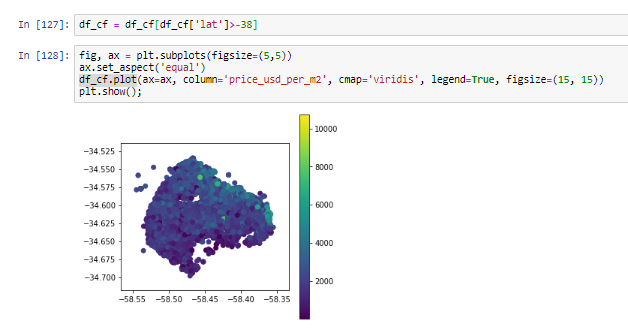 In [127]: df_cf = df_cf[df_cf['lat']>-38]
In [128]: fig, ax = plt.subplots(figsize=(5,5))
ax.set_aspect('equal')
df_cf.plot(ax=ax, column='price_usd_per_m2', cmap='viridis', legend=True, figsize=(15, 15))
plt.show();
10000
8000
6000
4000
2000
−34.525
−34.550
−34.575
−34.600
−34.625
−34.650
−34.675
−34.700
−58.55 −58.50 −58.45 −58.40 −58.35